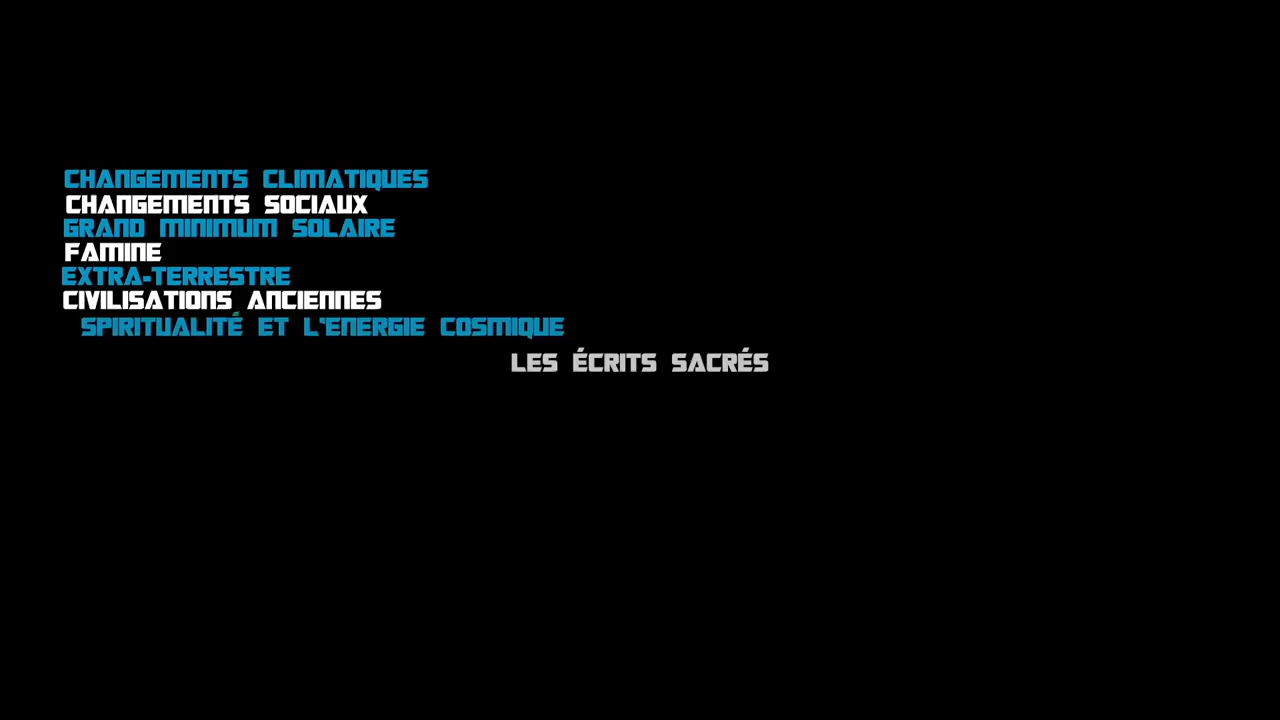 CHANGEMENTS CLIMATIQUES
CHANGEMENTS SOCIAUX
GRAND MINIMUM SOLAIRE
FAMINE
EXTRA-TERRESTRE
CIVILISATIONS ANCIENNES
SPIRITUALITÉ ET L'ENERGIE COSMIQUE
LES ÉCRITS SACRÉS